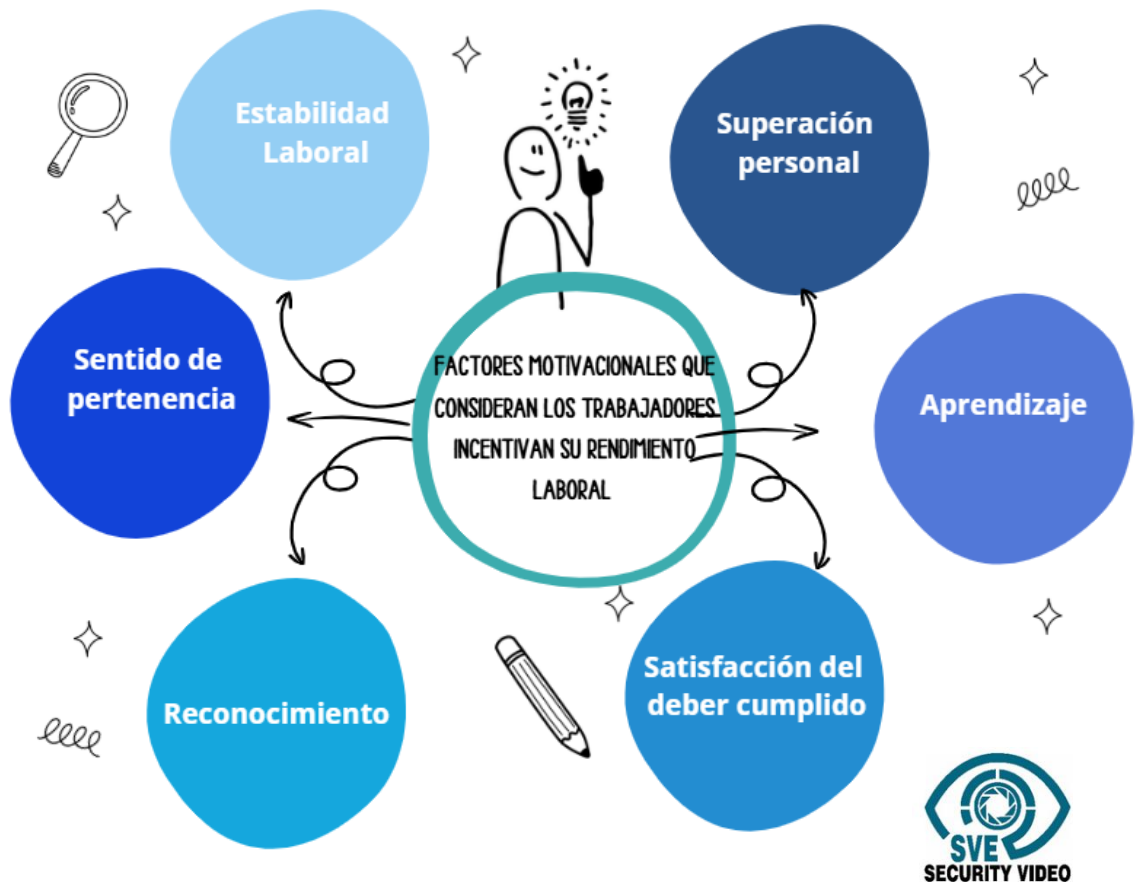 Estabilidad
Laboral
Superación
personal
Sentido de
pertenencia
FACTORES MOTIVACIONALES QUE
CONSIDERAN LOS TRABAJADORES
INCENTIVAN SU RENDIMIENTO
LABORAL
Aprendizaje
Reconocimiento
Satisfacción del
deber cumplido
SVE
SECURITY VIDEO